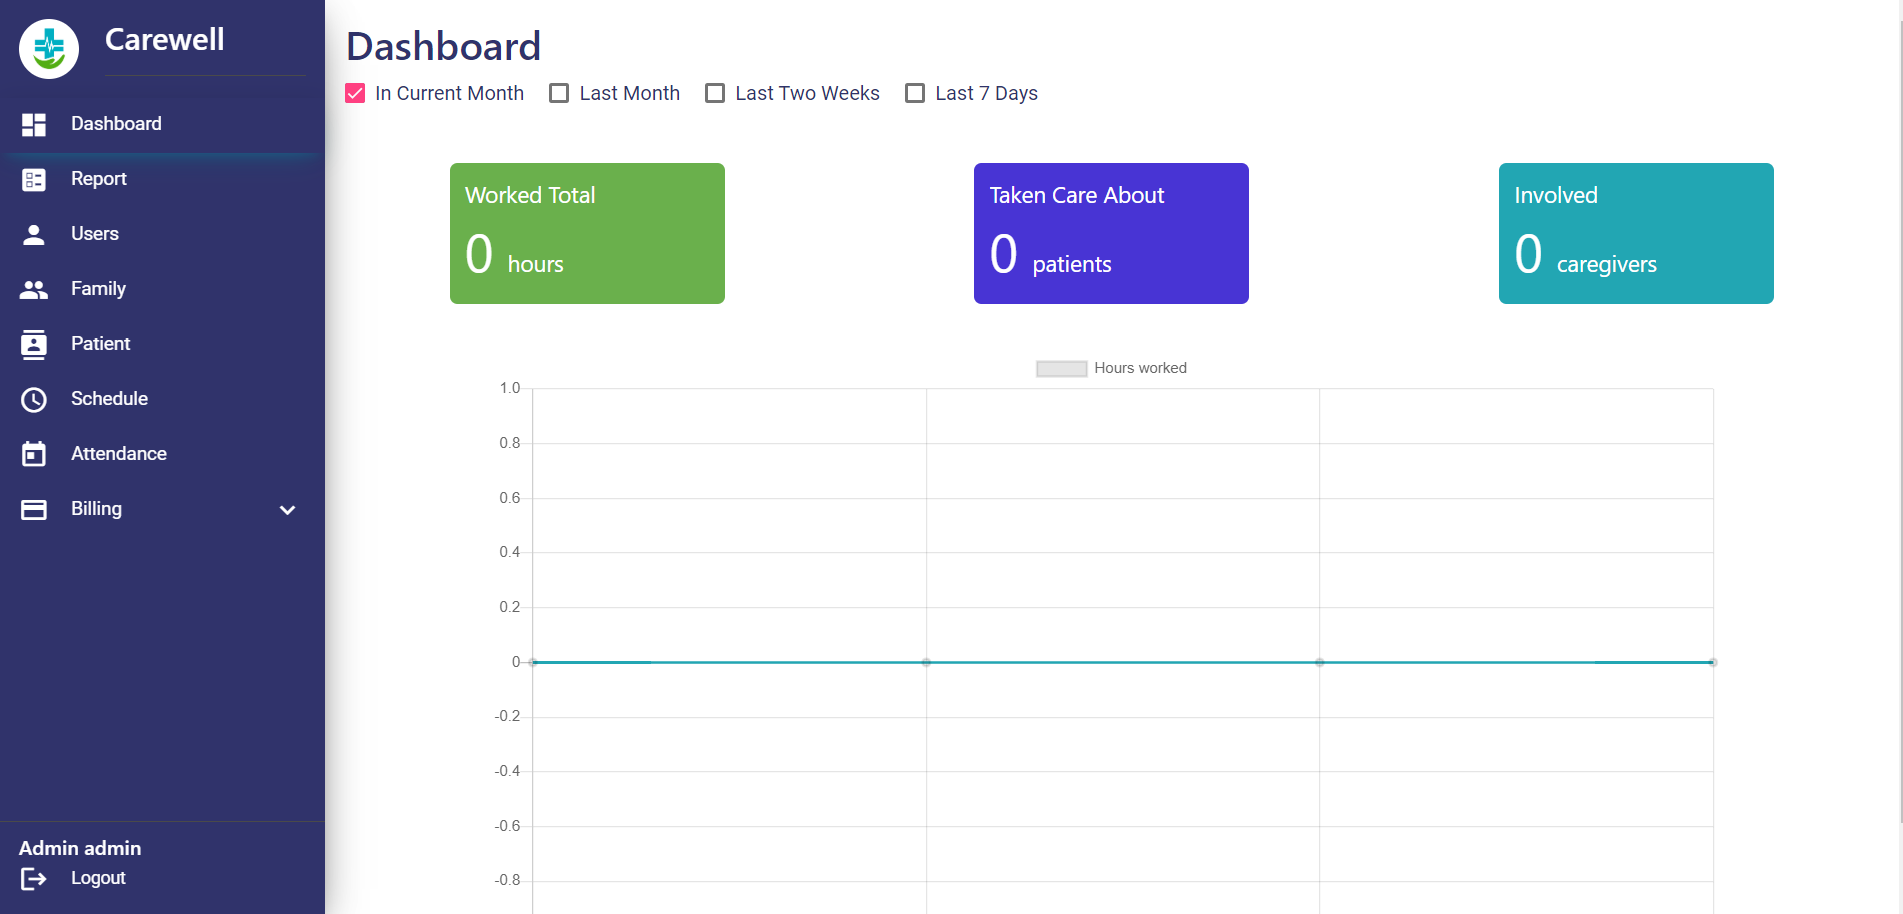 Carewell
Dashboard
Report
Users
Family
Patient
Schedule
Attendance
Billing
Admin admin
Logout
Dashboard
In Current Month Last Month Last Two Weeks Last 7 Days
Worked Total
0 hours
Taken Care About
0 patients
Involved
0 caregivers
Hours worked
1.0
0.8
0.6
0.4
0.2
0
-0.2
-0.4
-0.6
-0.8